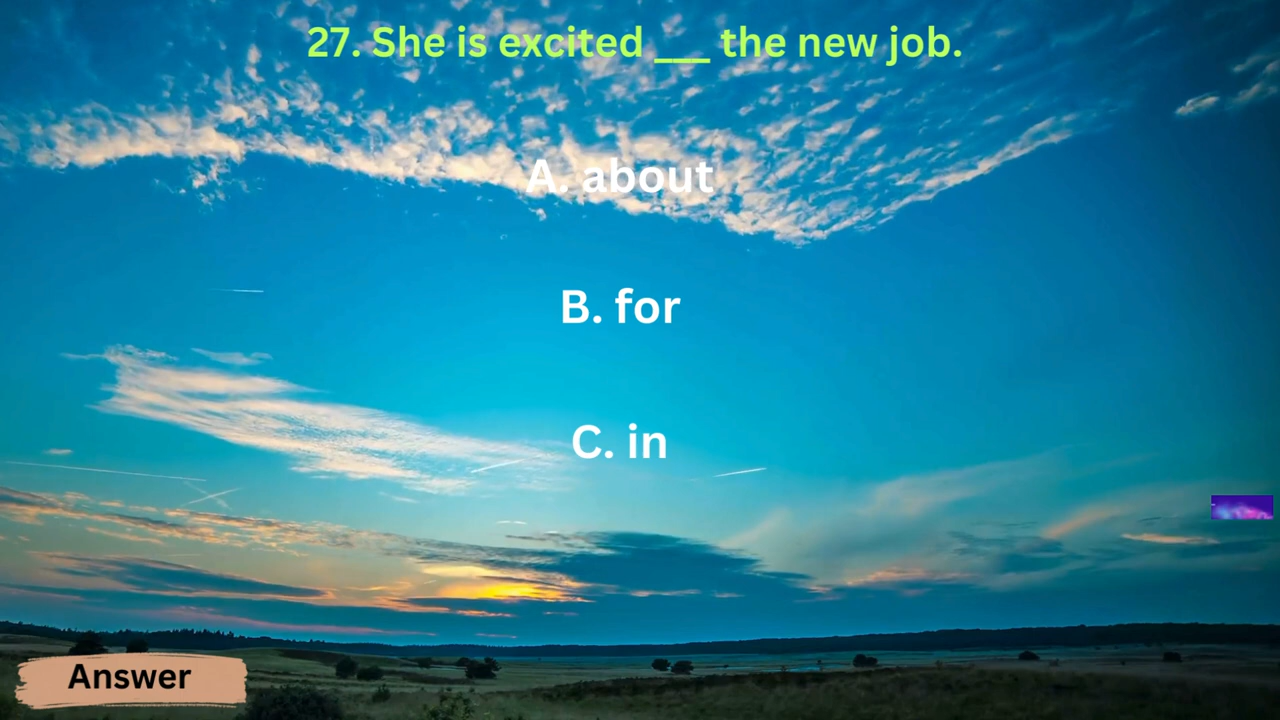 27. She is excited ___ the new job.
A. about
B. for
C. in
Answer